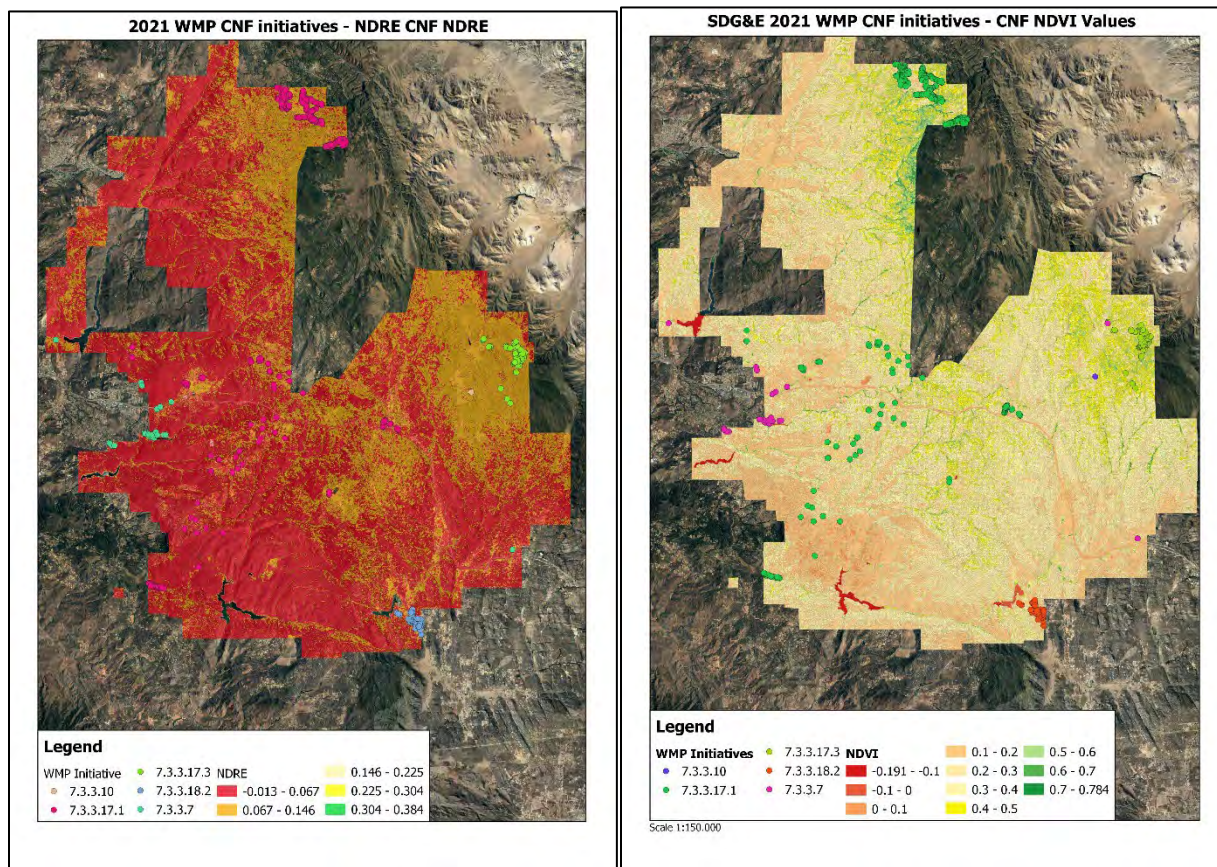 2021 WMP CNF initiatives - NDRE CNF NDRE
Legend
WMP Initiative
7.3.3.10
7.3.3.17.1
7.3.3.17.3
7.3.3.18.2
7.3.3.7
NDRE
-0.013 - 0.067
0.067 - 0.146
0.146 - 0.225
0.225 - 0.304
0.304 - 0.384
SDG&E 2021 WMP CNF initiatives - CNF NDVI Values
Legend
WMP Initiatives
7.3.3.10
7.3.3.17.1
7.3.3.17.3
7.3.3.18.2
7.3.3.7
NDVI
-0.191 - -0.1
-0.1 - 0
0 - 0.1
0.1 - 0.2
0.2 - 0.3
0.3 - 0.4
0.4 - 0.5
0.5 - 0.6
0.6 - 0.7
0.7 - 0.784
Scale 1:150.000